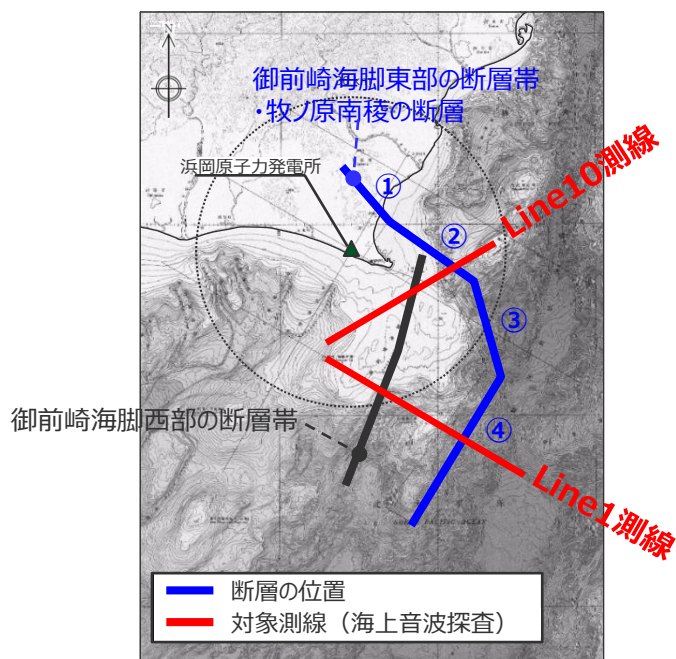 御前崎海脚東部の断層帯
・牧ノ原南稜の断層
浜岡原子力発電所
Line10測線
①
②
③
④
御前崎海脚西部の断層帯
Line1測線
断層の位置
対象測線（海上音波探査）